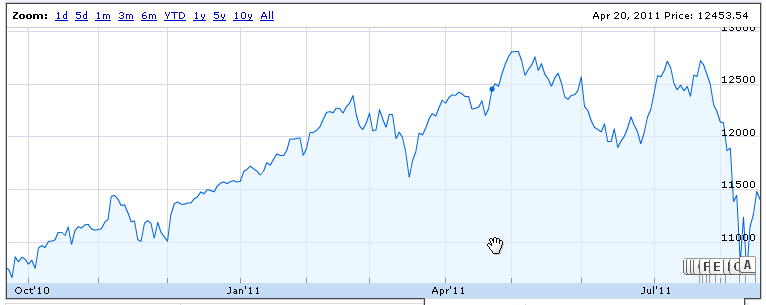 Zoom: 1d 5d 1m 3m 6m YTD 1y 5y 10y All
Apr 20, 2011 Price: 12453.54
13000
12500
12000
11500
11000
F E A
Oct'10 Jan'11 Apr'11 Jul'11